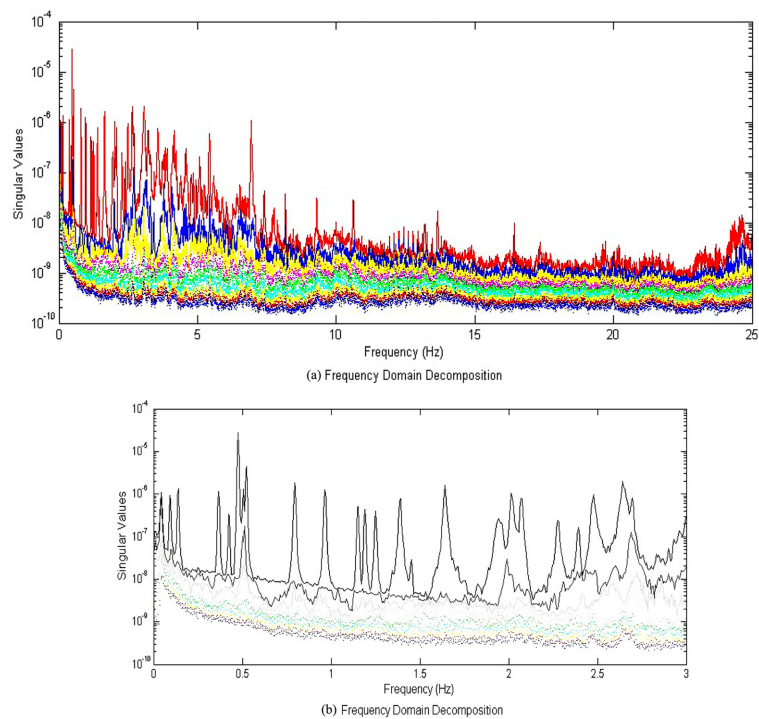 10^-4
10^-5
10^-6
10^-7
10^-8
10^-9
10^-10
Singular Values
0 5 10 15 20 25
Frequency (Hz)
(a) Frequency Domain Decomposition
10^-4
10^-5
10^-6
10^-7
10^-8
10^-9
10^-10
Singular Values
0 0.5 1 1.5 2 2.5 3
Frequency (Hz)
(b) Frequency Domain Decomposition